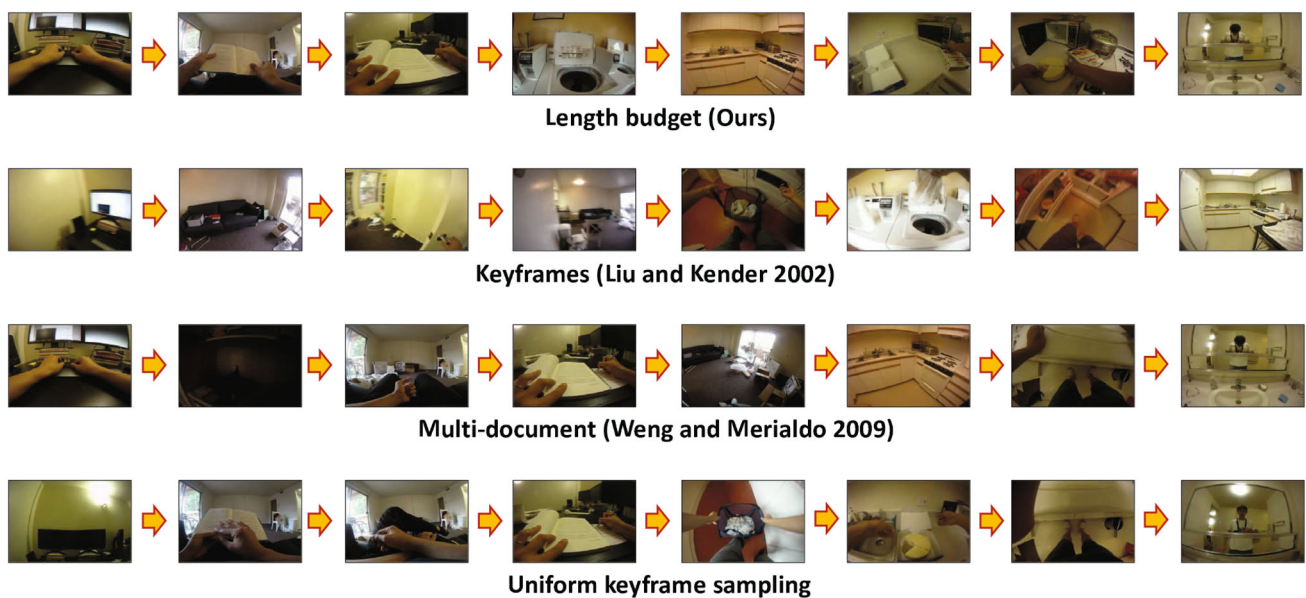 Length budget (Ours)
Keyframes (Liu and Kender 2002)
Multi-document (Weng and Merialdo 2009)
Uniform keyframe sampling